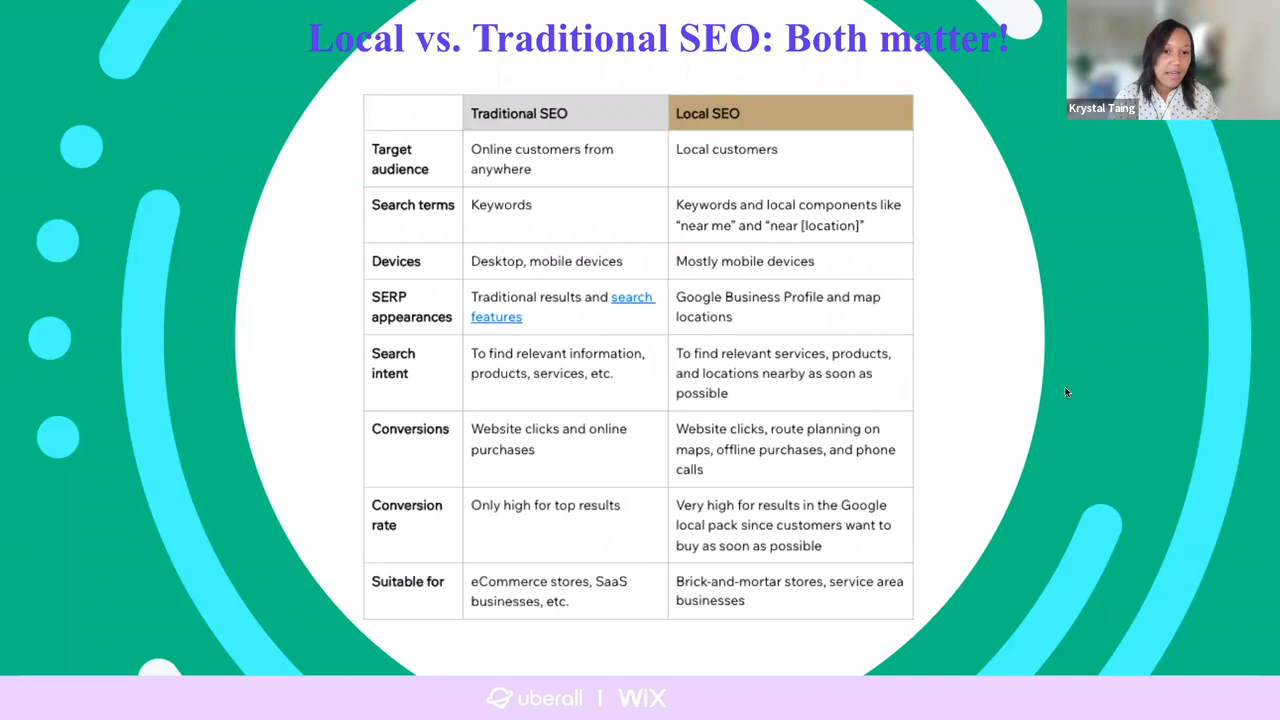 Local vs. Traditional SEO: Both matter!
Krystal Taing
Traditional SEO
Local SEO
Target
audience
Online customers from
anywhere
Local customers
Search terms
Keywords
Keywords and local components like
“near me” and “near [location]”
Devices
Desktop, mobile devices
Mostly mobile devices
SERP
appearances
Traditional results and search
features
Google Business Profile and map
locations
Search
intent
To find relevant information,
products, services, etc.
To find relevant services, products,
and locations nearby as soon as
possible
Conversions
Website clicks and online
purchases
Website clicks, route planning on
maps, offline purchases, and phone
calls
Conversion
rate
Only high for top results
Very high for results in the Google
local pack since customers want to
buy as soon as possible
Suitable for
eCommerce stores, SaaS
businesses, etc.
Brick-and-mortar stores, service area
businesses
uberall | WiX